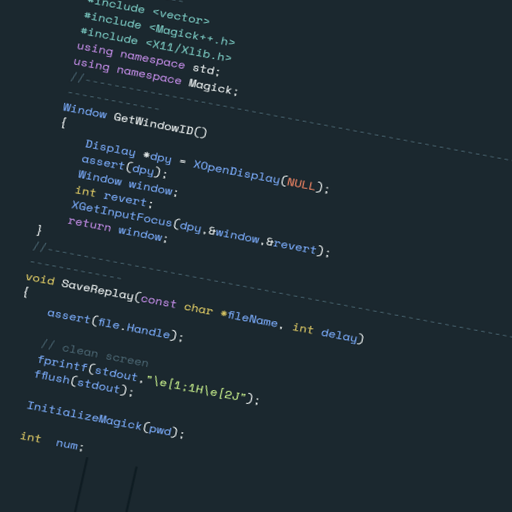 #include <vector>
#include <Magick++.h>
#include <X11/Xlib.h>
using namespace std;
using namespace Magick;
//----------------------------------------------------------
------------
Window GetWindowID()
{
Display *dpy = XOpenDisplay(NULL);
assert(dpy);
Window window;
int revert;
XGetInputFocus(dpy,&window,&revert);
return window;
}
//----------------------------------------------------------
------------
void SaveReplay(const char *fileName, int delay)
{
assert(file.Handle);
// clean screen
fprintf(stdout,"\e[1;1H\e[2J");
fflush(stdout);
InitializeMagick(pwd);
int num;